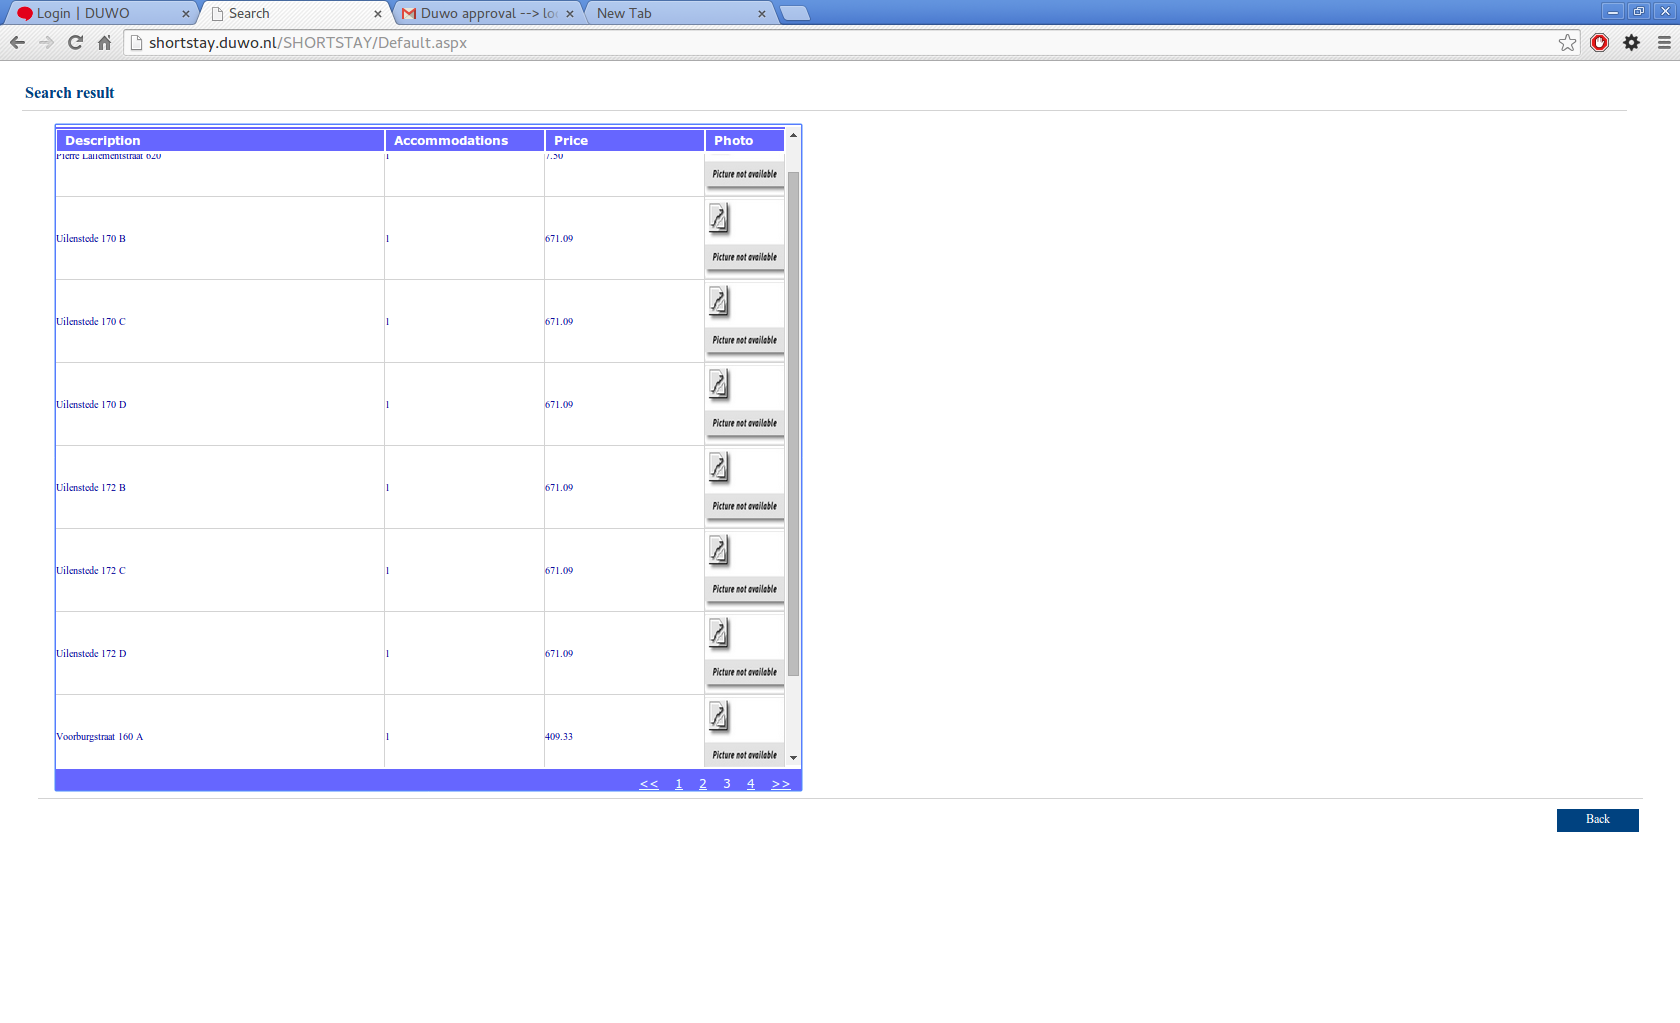 Login | DUWO
Search
Duwo approval --> lo
New Tab
shortstay.duwo.nl/SHORTSTAY/Default.aspx
Search result
Description Accommodations Price Photo
Pierre Lallementstraat 620 1 7.50
Picture not available
Uilenstede 170 B 1 671.09
Picture not available
Uilenstede 170 C 1 671.09
Picture not available
Uilenstede 170 D 1 671.09
Picture not available
Uilenstede 172 B 1 671.09
Picture not available
Uilenstede 172 C 1 671.09
Picture not available
Uilenstede 172 D 1 671.09
Picture not available
Voorburgstraat 160 A 1 409.33
Picture not available
<< 1 2 3 4 >>
Back